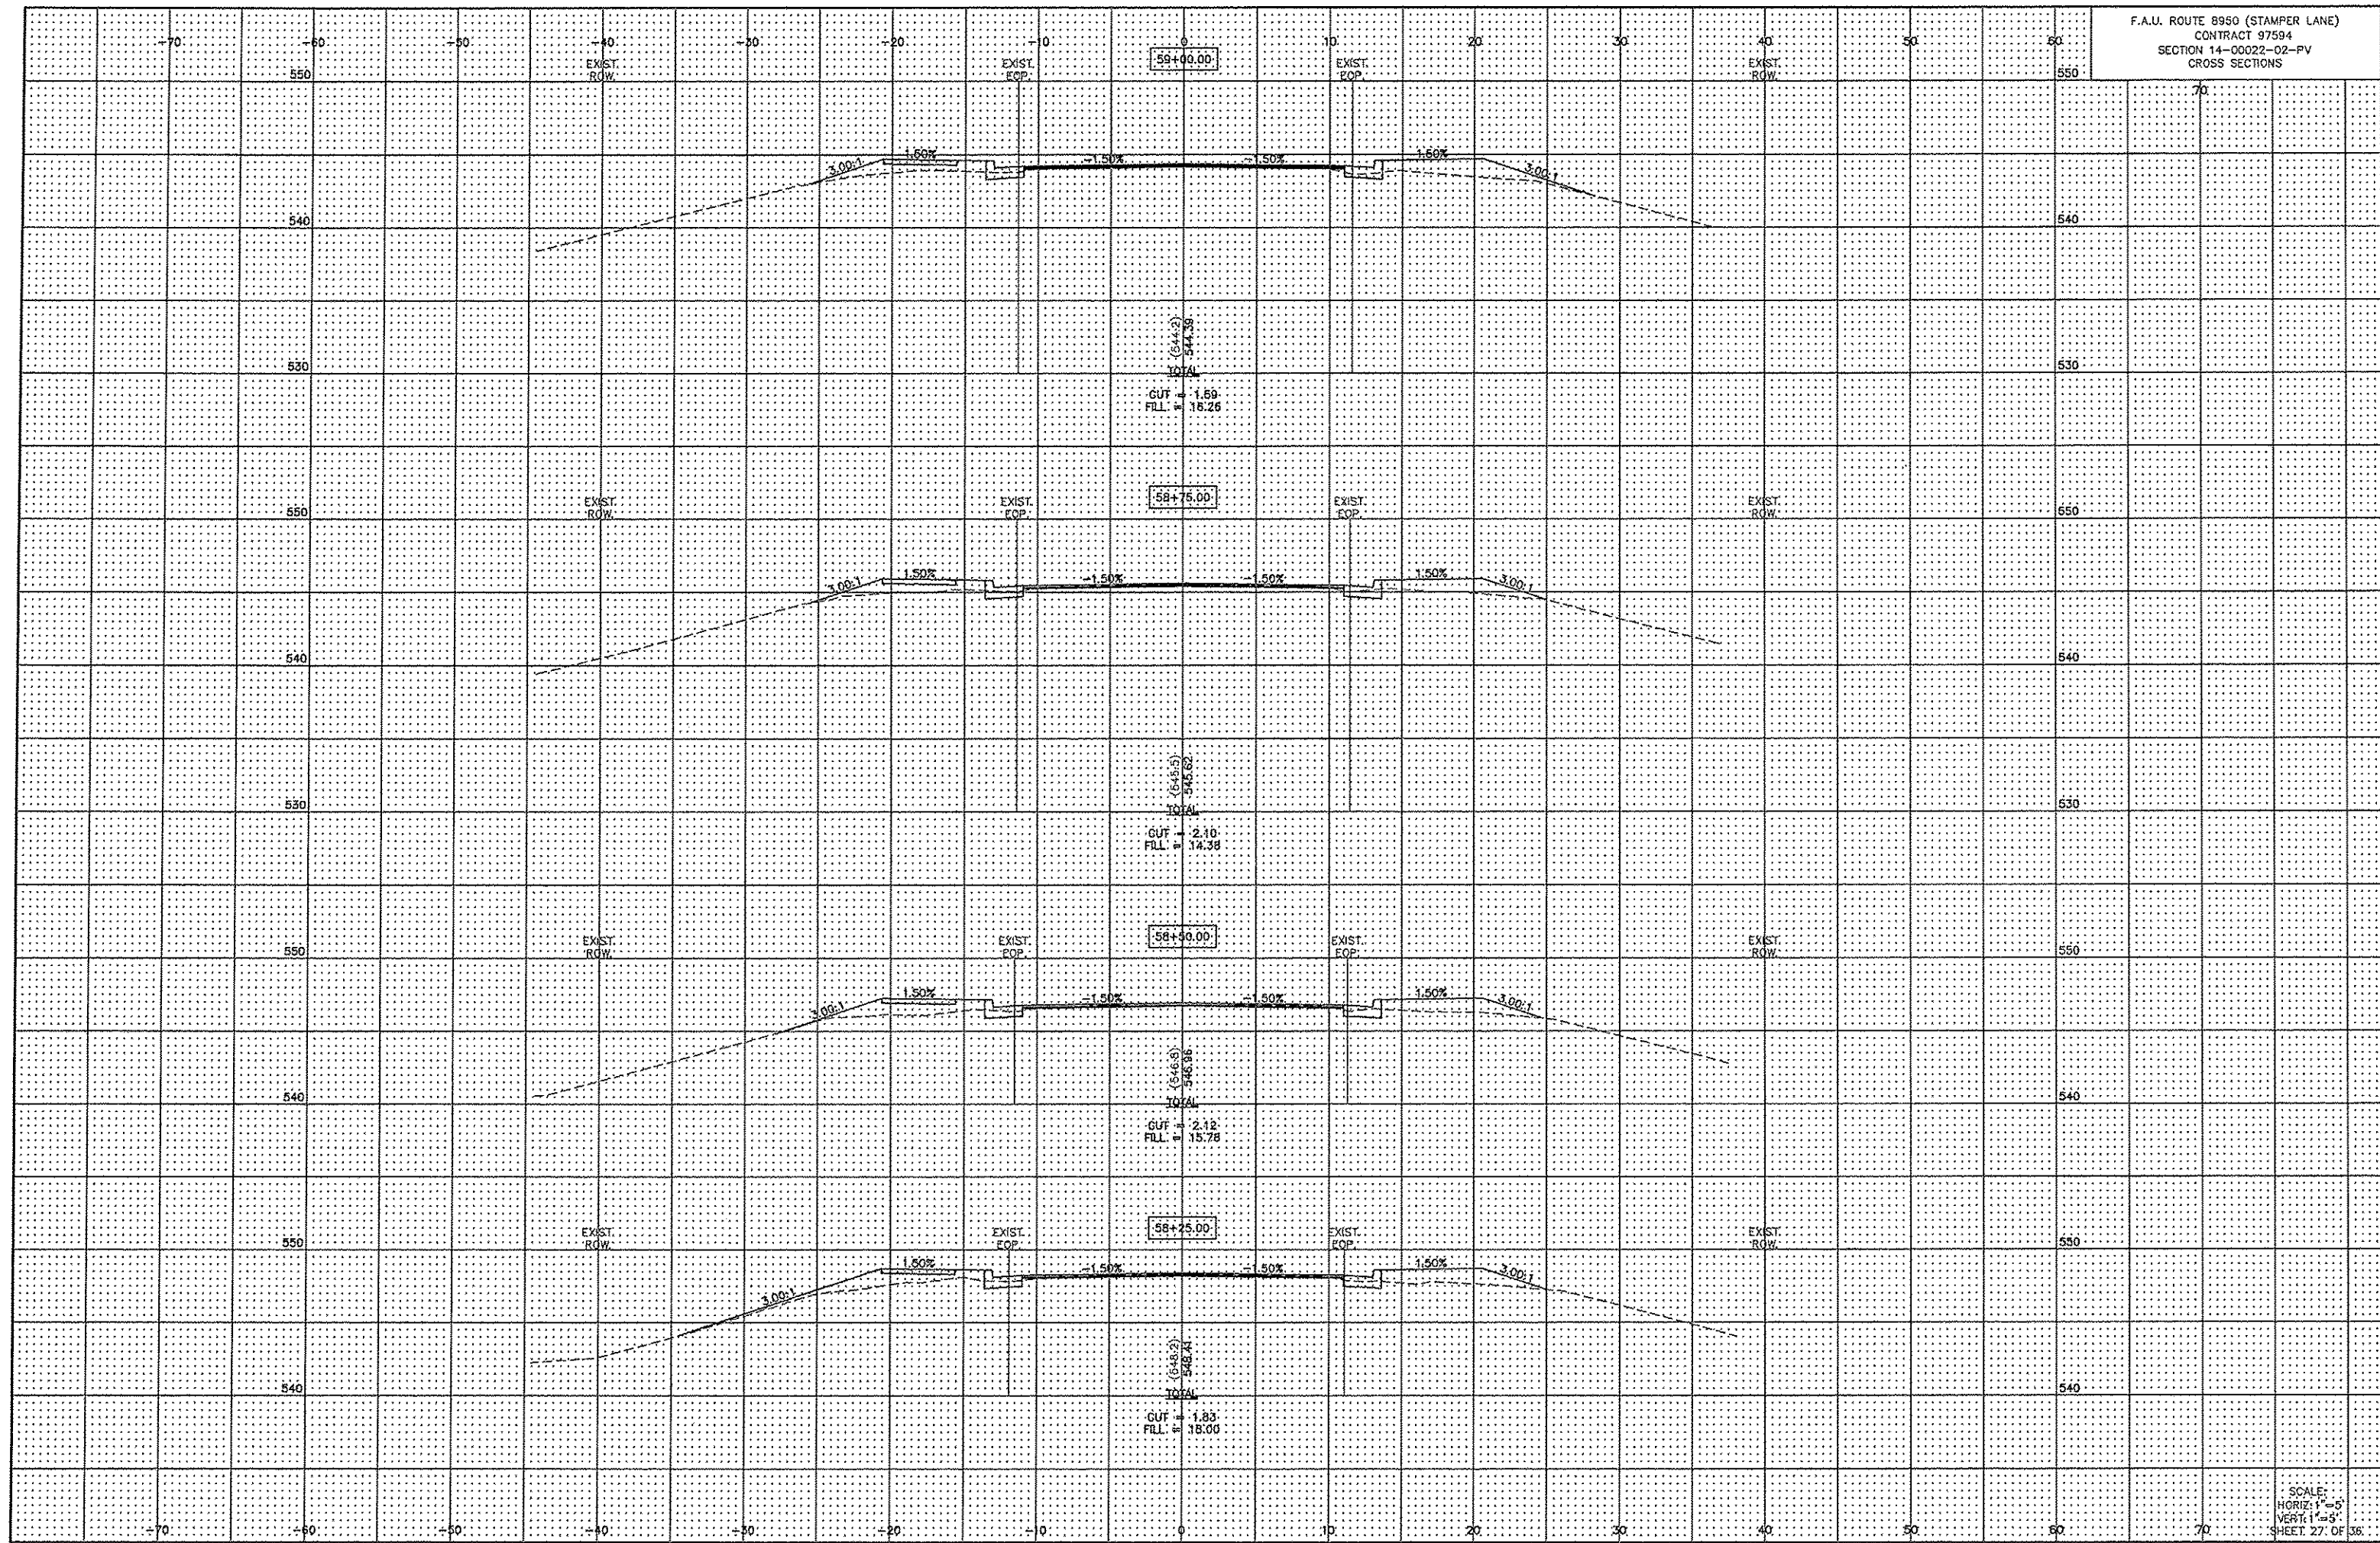 F.A.U. ROUTE 8950 (STAMPER LANE)
CONTRACT 97594
SECTION 14-00022-02-PV
CROSS SECTIONS
-70 -60 -50 -40 -30 -20 -10 0 10 20 30 40 50 60
70
EXIST. ROW.
EXIST. EOP.
59+00.00
EXIST. EOP.
EXIST. ROW.
550 550
3.00:1 1.50% -1.50% -1.50% 1.50% 3.00:1
540 540
(544.2)
544.39
530 530
TOTAL
CUT = 1.59
FILL = 16.26
EXIST. ROW.
EXIST. EOP.
58+75.00
EXIST. EOP.
EXIST. ROW.
550 550
3.00:1 1.50% -1.50% -1.50% 1.50% 3.00:1
540 540
(545.5)
545.62
530 530
TOTAL
CUT = 2.10
FILL = 14.38
EXIST. ROW.
EXIST. EOP.
58+50.00
EXIST. EOP.
EXIST. ROW.
550 550
3.00:1 1.50% -1.50% -1.50% 1.50% 3.00:1
(546.8)
546.96
540 540
TOTAL
CUT = 2.12
FILL = 15.78
EXIST. ROW.
EXIST. EOP.
58+25.00
EXIST. EOP.
EXIST. ROW.
550 550
3.00:1 1.50% -1.50% -1.50% 1.50% 3.00:1
(548.2)
548.41
540 540
TOTAL
CUT = 1.83
FILL = 18.00
-70 -60 -50 -40 -30 -20 -10 0 10 20 30 40 50 60 70
SCALE:
HORIZ: 1"=5'
VERT: 1"=5'
SHEET 27 OF 36